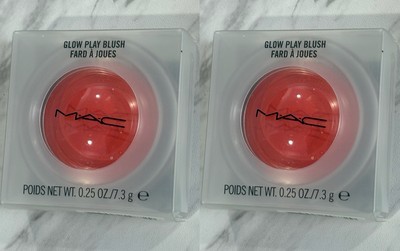 GLOW PLAY BLUSH
FARD À JOUES
MAC
POIDS NET WT. 0.25 OZ./7.3 g ℮
GLOW PLAY BLUSH
FARD À JOUES
MAC
POIDS NET WT. 0.25 OZ./7.3 g ℮